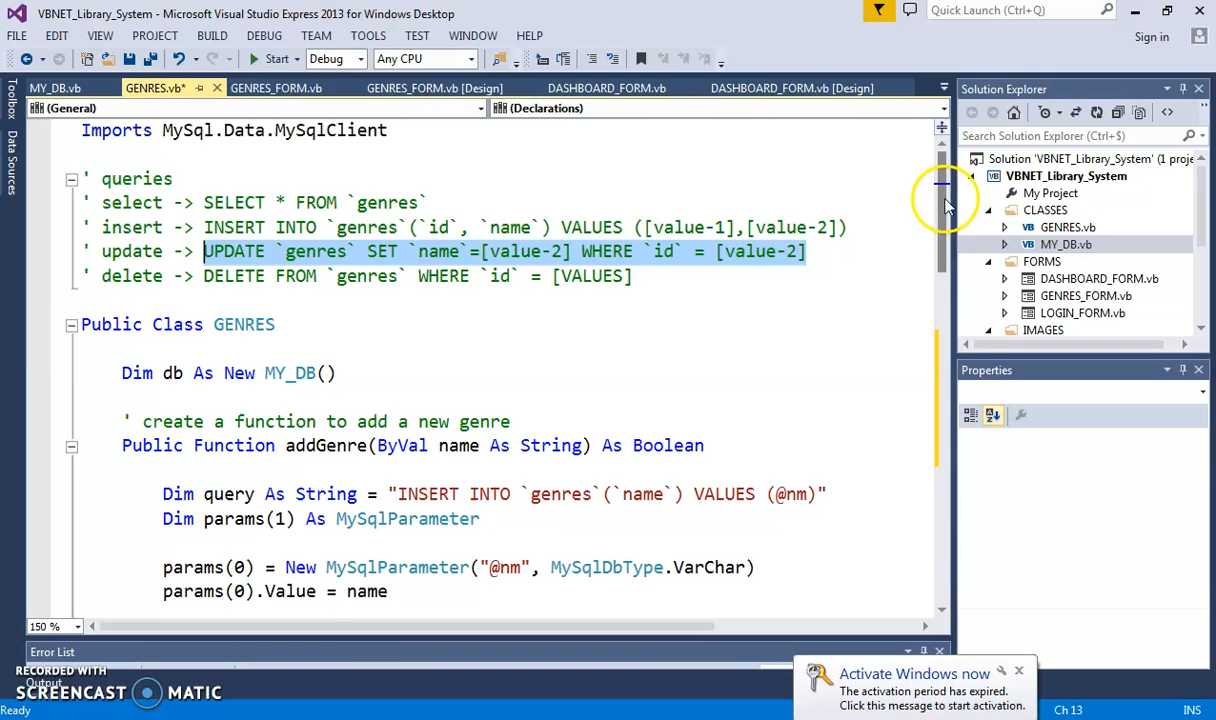 VBNET_Library_System - Microsoft Visual Studio Express 2013 for Windows Desktop
Quick Launch (Ctrl+Q)
FILE EDIT VIEW PROJECT BUILD DEBUG TEAM TOOLS TEST WINDOW HELP
Sign in
Start Debug Any CPU
Toolbox
Data Sources
MY_DB.vb GENRES.vb* GENRES_FORM.vb GENRES_FORM.vb [Design] DASHBOARD_FORM.vb DASHBOARD_FORM.vb [Design]
(General) (Declarations)
Imports MySql.Data.MySqlClient
' queries
' select -> SELECT * FROM `genres`
' insert -> INSERT INTO `genres`(`id`, `name`) VALUES ([value-1],[value-2])
' update -> UPDATE `genres` SET `name`=[value-2] WHERE `id` = [value-2]
' delete -> DELETE FROM `genres` WHERE `id` = [VALUES]
Public Class GENRES
Dim db As New MY_DB()
' create a function to add a new genre
Public Function addGenre(ByVal name As String) As Boolean
Dim query As String = "INSERT INTO `genres`(`name`) VALUES (@nm)"
Dim params(1) As MySqlParameter
params(0) = New MySqlParameter("@nm", MySqlDbType.VarChar)
params(0).Value = name
150 %
Error List
Output
Solution Explorer
Search Solution Explorer (Ctrl+$)
Solution 'VBNET_Library_System' (1 proje
VBNET_Library_System
My Project
CLASSES
GENRES.vb
MY_DB.vb
FORMS
DASHBOARD_FORM.vb
GENRES_FORM.vb
LOGIN_FORM.vb
IMAGES
Properties
Activate Windows now
The activation period has expired.
Click this message to start activation.
RECORDED WITH
SCREENCAST MATIC
Ready Ch 13 INS